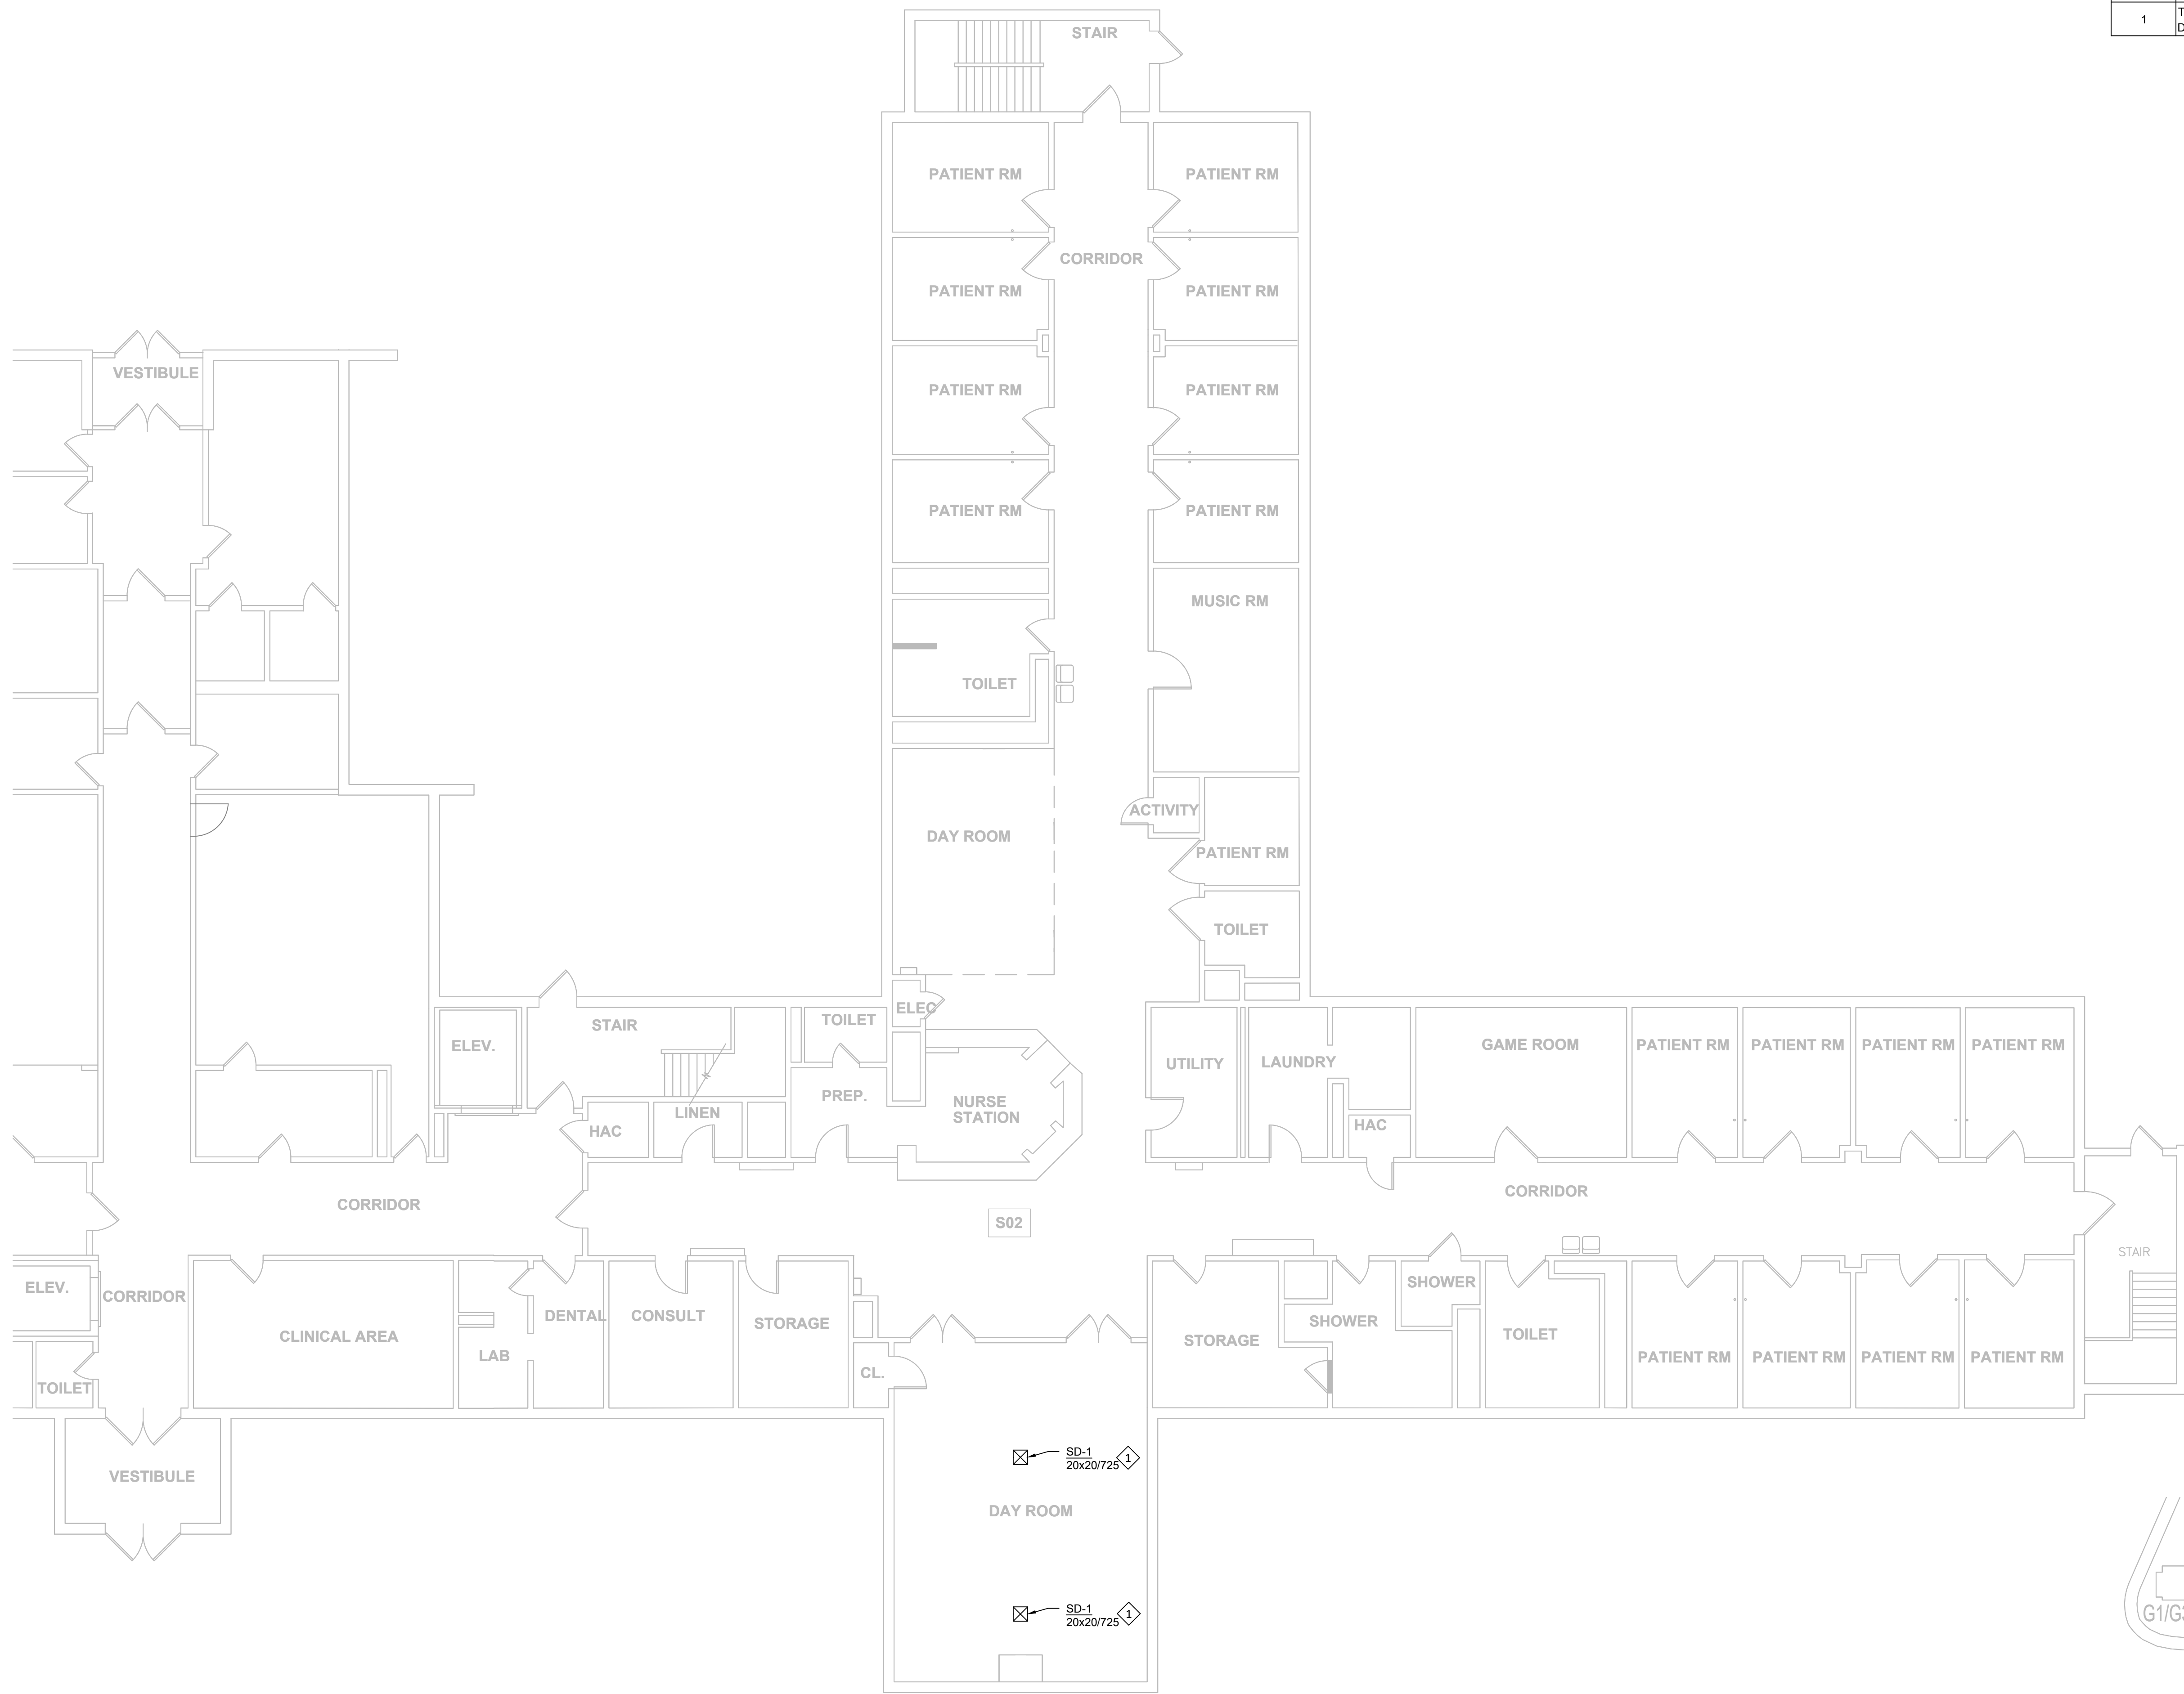 1
STAIR
PATIENT RM
PATIENT RM
CORRIDOR
PATIENT RM
PATIENT RM
VESTIBULE
PATIENT RM
PATIENT RM
PATIENT RM
PATIENT RM
MUSIC RM
TOILET
ACTIVITY
DAY ROOM
PATIENT RM
TOILET
ELEC
TOILET
STAIR
ELEV.
UTILITY
LAUNDRY
GAME ROOM
PATIENT RM
PATIENT RM
PATIENT RM
PATIENT RM
PREP.
NURSE
STATION
LINEN
HAC
HAC
CORRIDOR
CORRIDOR
S02
STAIR
ELEV.
CORRIDOR
CLINICAL AREA
LAB
DENTAL
CONSULT
STORAGE
CL.
STORAGE
SHOWER
SHOWER
TOILET
PATIENT RM
PATIENT RM
PATIENT RM
PATIENT RM
TOILET
VESTIBULE
SD-1
20x20/725
1
DAY ROOM
SD-1
20x20/725
1